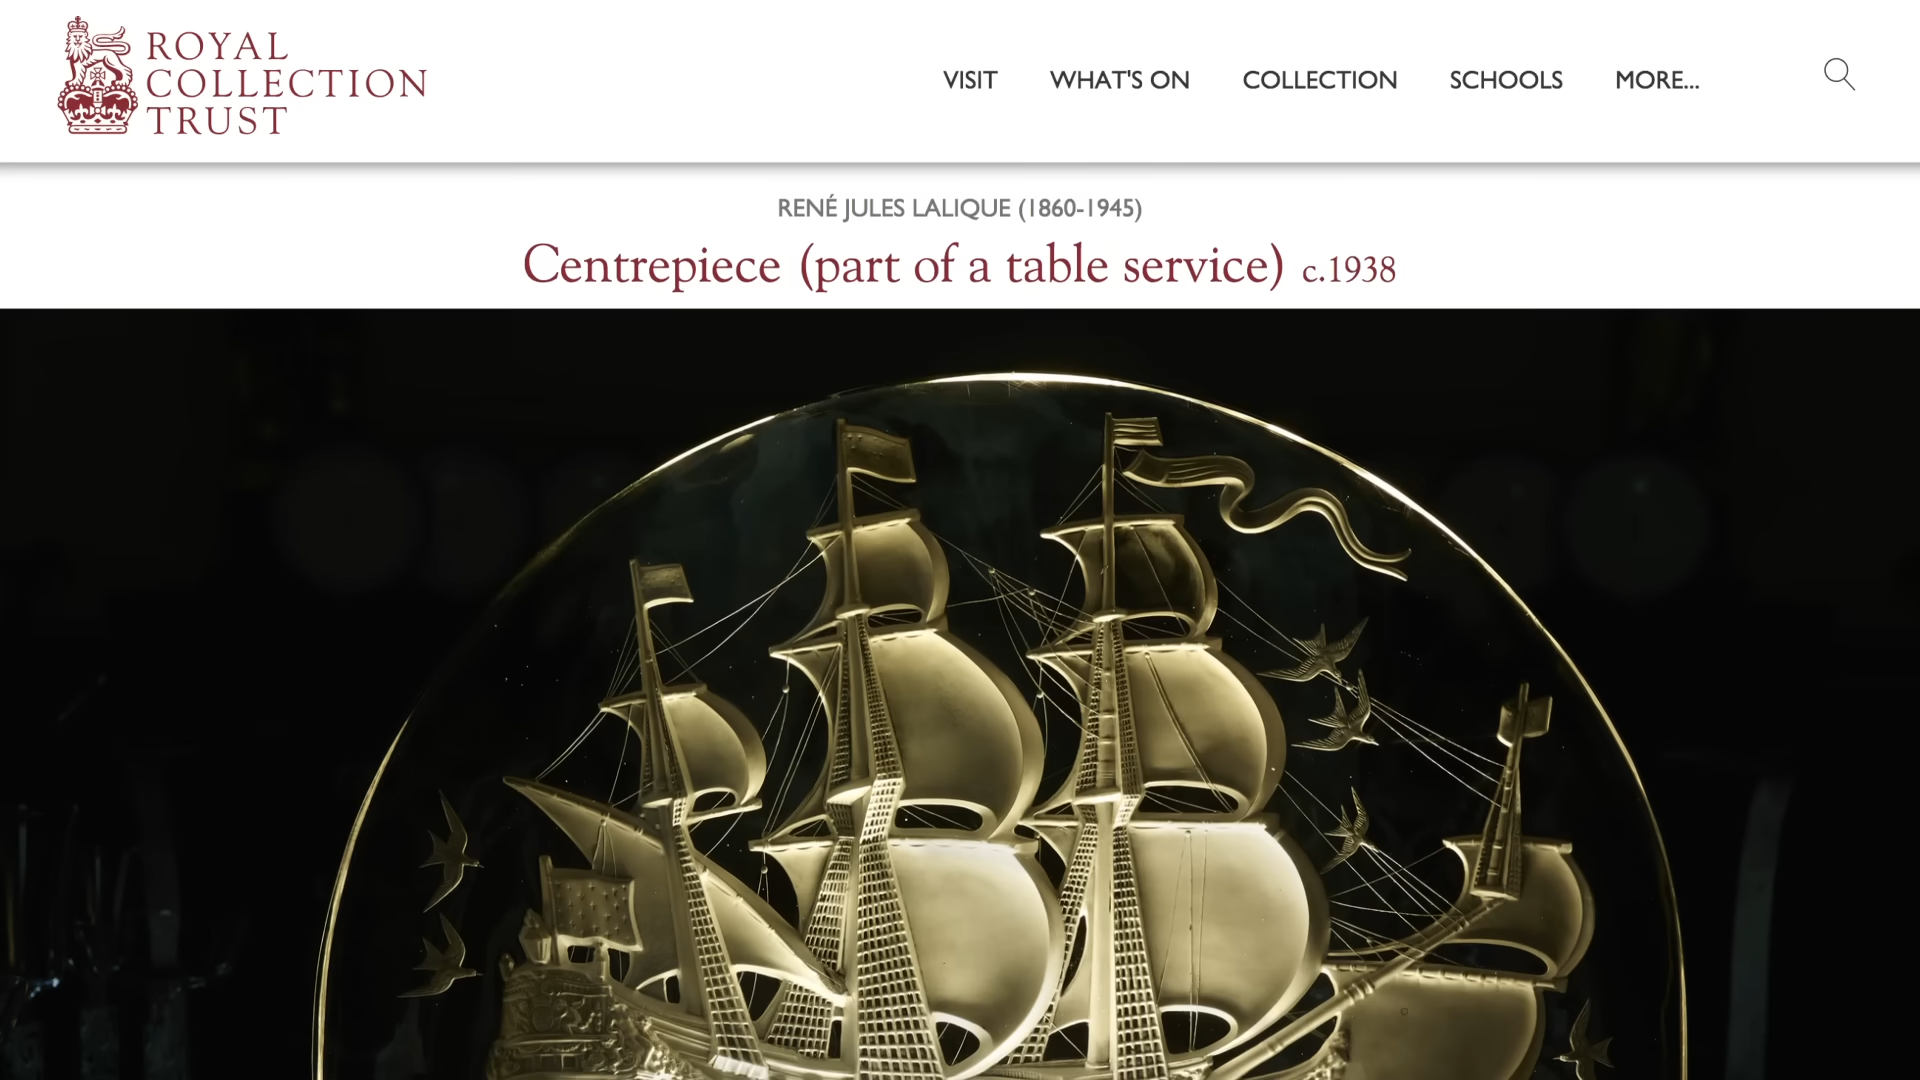 ROYAL
COLLECTION
TRUST
VISIT WHAT'S ON COLLECTION SCHOOLS MORE...
RENÉ JULES LALIQUE (1860-1945)
Centrepiece (part of a table service) c.1938